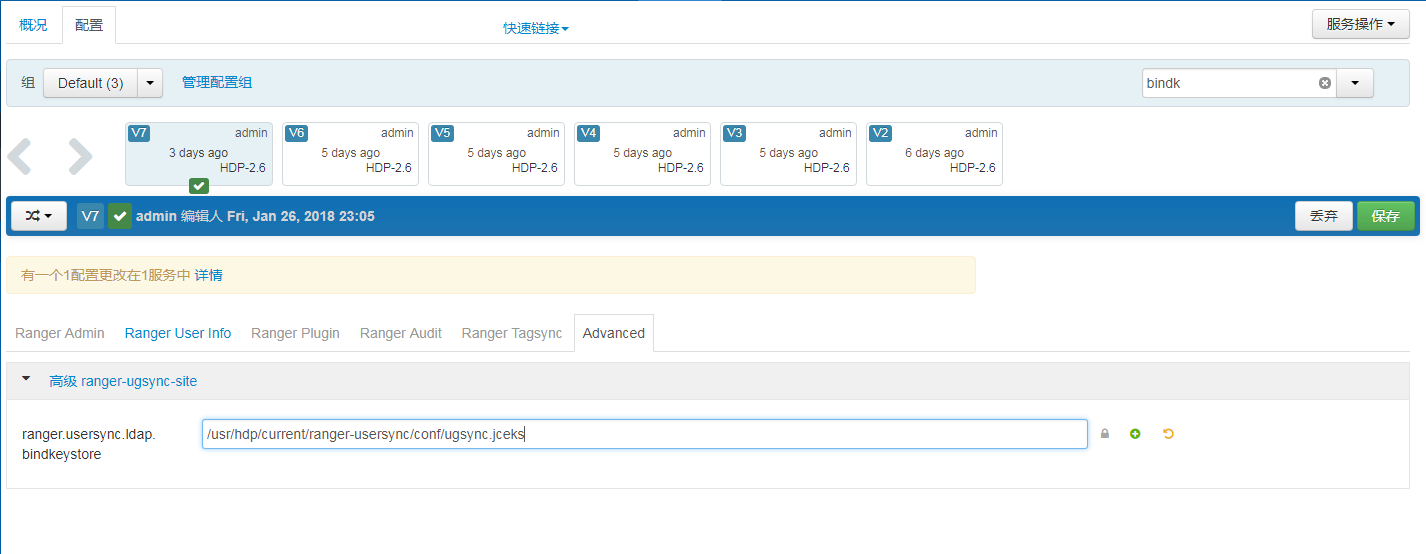 概况 配置 快速链接 服务操作
组 Default (3) 管理配置组 bindk
V7 admin V6 admin V5 admin V4 admin V3 admin V2 admin
3 days ago 5 days ago 5 days ago 5 days ago 5 days ago 6 days ago
HDP-2.6 HDP-2.6 HDP-2.6 HDP-2.6 HDP-2.6 HDP-2.6
V7 admin 编辑人 Fri, Jan 26, 2018 23:05 丢弃 保存
有一个1配置更改在1服务中 详情
Ranger Admin Ranger User Info Ranger Plugin Ranger Audit Ranger Tagsync Advanced
高级 ranger-ugsync-site
ranger.usersync.ldap. /usr/hdp/current/ranger-usersync/conf/ugsync.jceks
bindkeystore